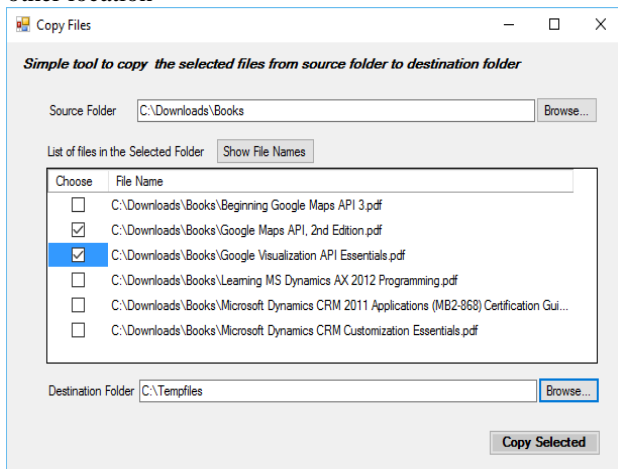 other location
Copy Files
Simple tool to copy the selected files from source folder to destination folder
Source Folder C:\Downloads\Books Browse...
List of files in the Selected Folder Show File Names
Choose File Name
C:\Downloads\Books\Beginning Google Maps API 3.pdf
C:\Downloads\Books\Google Maps API, 2nd Edition.pdf
C:\Downloads\Books\Google Visualization API Essentials.pdf
C:\Downloads\Books\Learning MS Dynamics AX 2012 Programming.pdf
C:\Downloads\Books\Microsoft Dynamics CRM 2011 Applications (MB2-868) Certification Gui...
C:\Downloads\Books\Microsoft Dynamics CRM Customization Essentials.pdf
Destination Folder C:\Tempfiles Browse...
Copy Selected